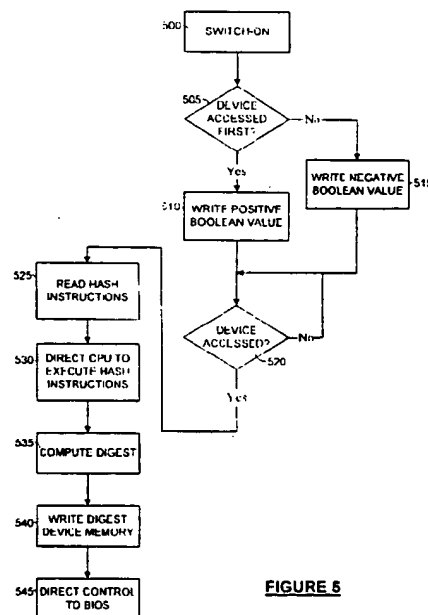 500
SWITCH-ON
505
DEVICE
ACCESSED
FIRST?
No
Yes
510
WRITE POSITIVE
BOOLEAN VALUE
WRITE NEGATIVE
BOOLEAN VALUE
515
525
READ HASH
INSTRUCTIONS
DEVICE
ACCESSED?
No
520
Yes
530
DIRECT CPU TO
EXECUTE HASH
INSTRUCTIONS
535
COMPUTE DIGEST
540
WRITE DIGEST
DEVICE MEMORY
545
DIRECT CONTROL
TO BIOS
FIGURE 5